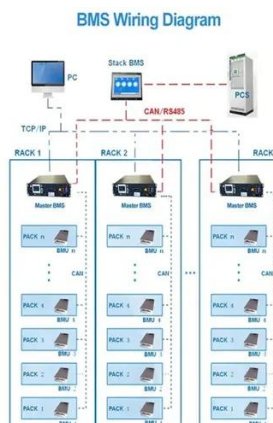 BMS Wiring Diagram
Stack BMS
PC
PCS
CAN/RS485
TCP/IP
RACK 1
RACK 2
RACK
Master BMS
Master BMS
Master BMS
PACK n
PACK n
PACK n
BMU n
BMU n
BMU n
CAN
CAN
CAN
PACK 4
PACK 4
PACK 4
BMU 4
BMU 4
BMU 4
PACK 3
PACK 3
PACK 3
BMU 3
BMU 3
BMU 3
PACK 2
PACK 2
PACK 2
BMU 2
BMU 2
BMU 2
PACK 1
PACK 1
PACK 1